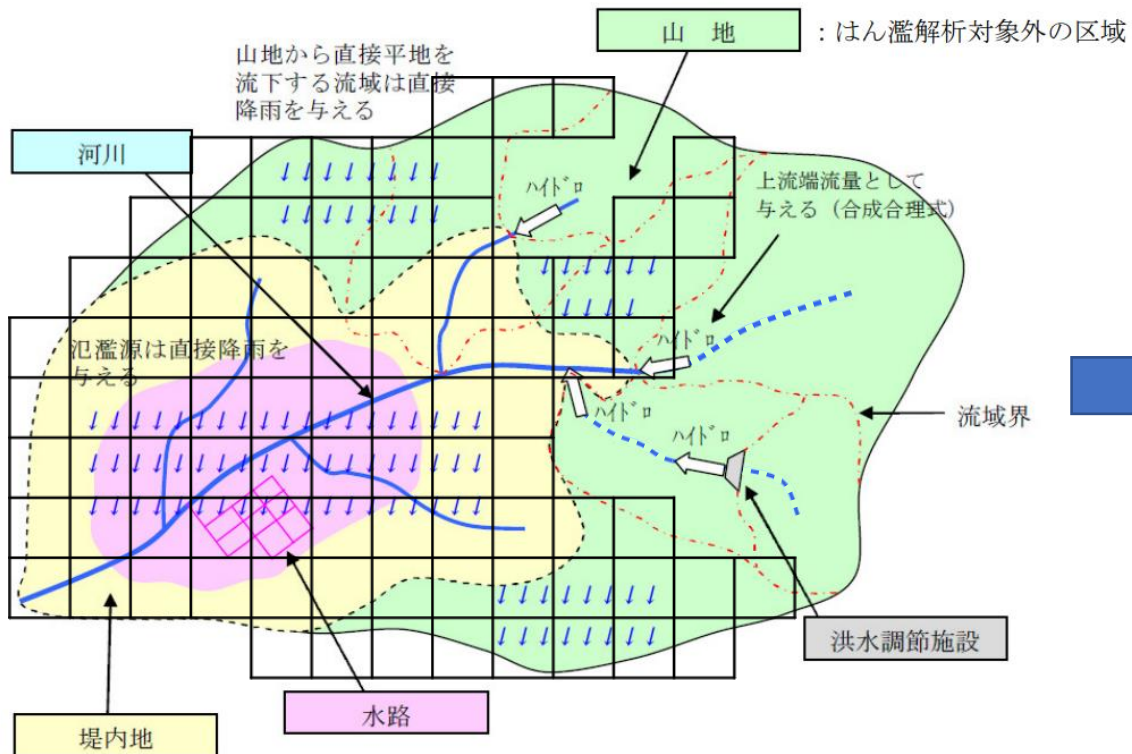 山　地
：はん濫解析対象外の区域
山地から直接平地を
流下する流域は直接
降雨を与える
河川
ﾊｲﾄﾞﾛ
上流端流量として
与える（合成合理式）
氾濫源は直接降雨を
与える
ﾊｲﾄﾞﾛ
ﾊｲﾄﾞﾛ
ﾊｲﾄﾞﾛ
流域界
洪水調節施設
水路
堤内地